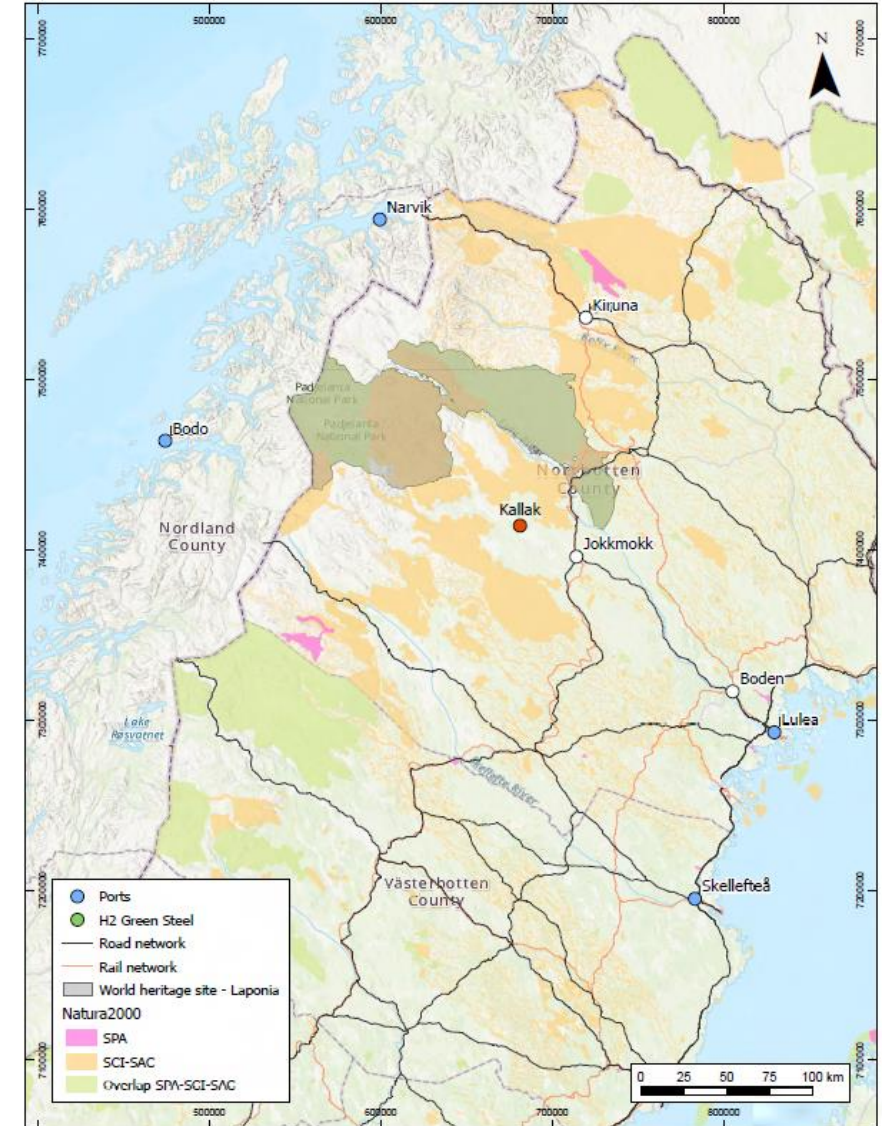 500000 600000 700000 800000
7700000 7700000
N
7600000 7600000
Narvik
Kiruna
7500000 7500000
Padjelanta
National Park
Padjelanta
National Park
Bodo
Norrbotten
County
Kallak
Nordland
County
7400000 7400000
Jokkmokk
Boden
7300000 7300000
Lulea
Lake
Røsvatnet
River
Västerbotten
County
7200000 7200000
Skellefteå
Ports
H2 Green Steel
Road network
Rail network
World heritage site - Laponia
Natura2000
SPA
SCI-SAC
Overlap SPA-SCI-SAC
7100000 7100000
0 25 50 75 100 km
500000 600000 700000 800000